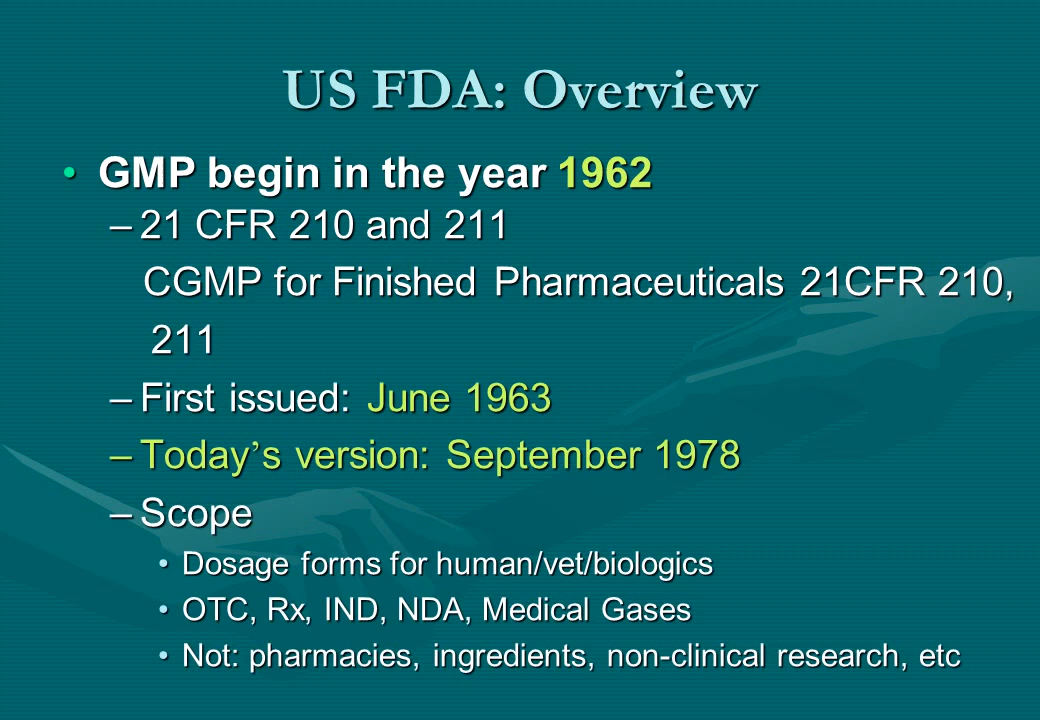 US FDA: Overview
• GMP begin in the year 1962
– 21 CFR 210 and 211
CGMP for Finished Pharmaceuticals 21CFR 210,
211
– First issued: June 1963
– Today’s version: September 1978
– Scope
• Dosage forms for human/vet/biologics
• OTC, Rx, IND, NDA, Medical Gases
• Not: pharmacies, ingredients, non-clinical research, etc